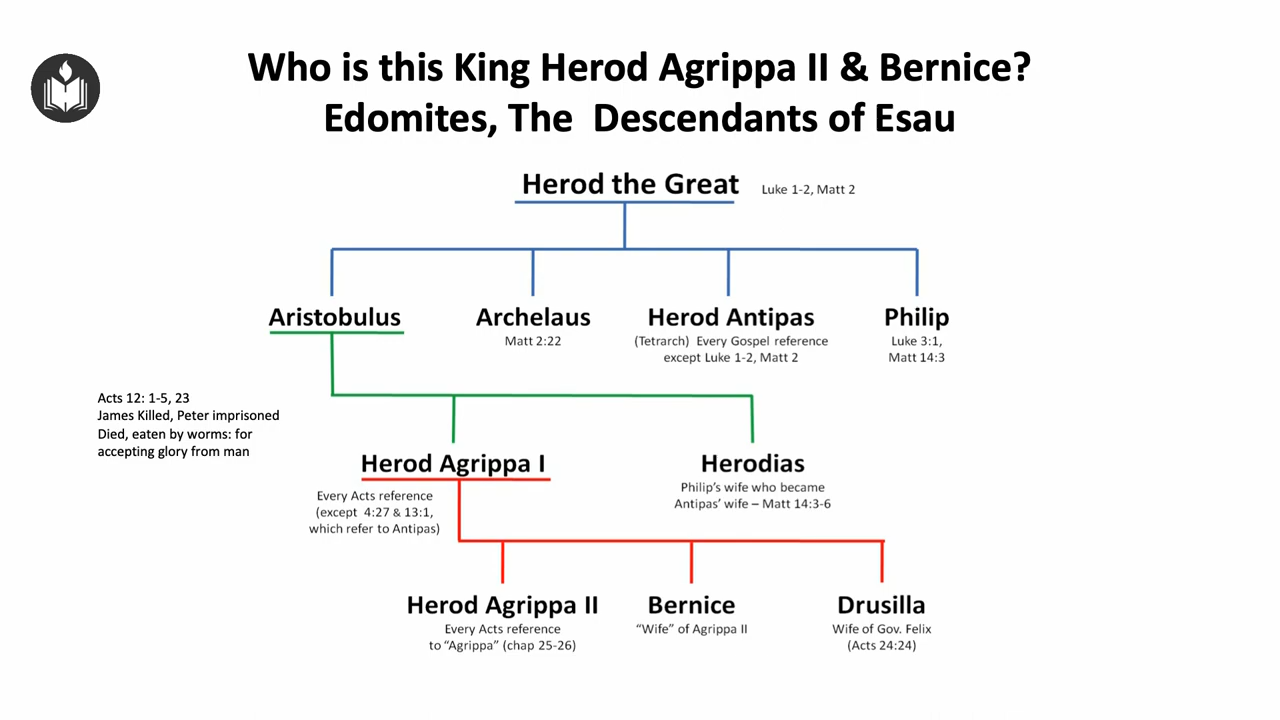 Who is this King Herod Agrippa II & Bernice?
Edomites, The Descendants of Esau
Herod the Great
Luke 1-2, Matt 2
Aristobulus
Archelaus
Matt 2:22
Herod Antipas
(Tetrarch) Every Gospel reference
except Luke 1-2, Matt 2
Philip
Luke 3:1,
Matt 14:3
Acts 12: 1-5, 23
James Killed, Peter imprisoned
Died, eaten by worms: for
accepting glory from man
Herod Agrippa I
Every Acts reference
(except 4:27 & 13:1,
which refer to Antipas)
Herodias
Philip's wife who became
Antipas' wife – Matt 14:3-6
Herod Agrippa II
Every Acts reference
to "Agrippa" (chap 25-26)
Bernice
"Wife" of Agrippa II
Drusilla
Wife of Gov. Felix
(Acts 24:24)